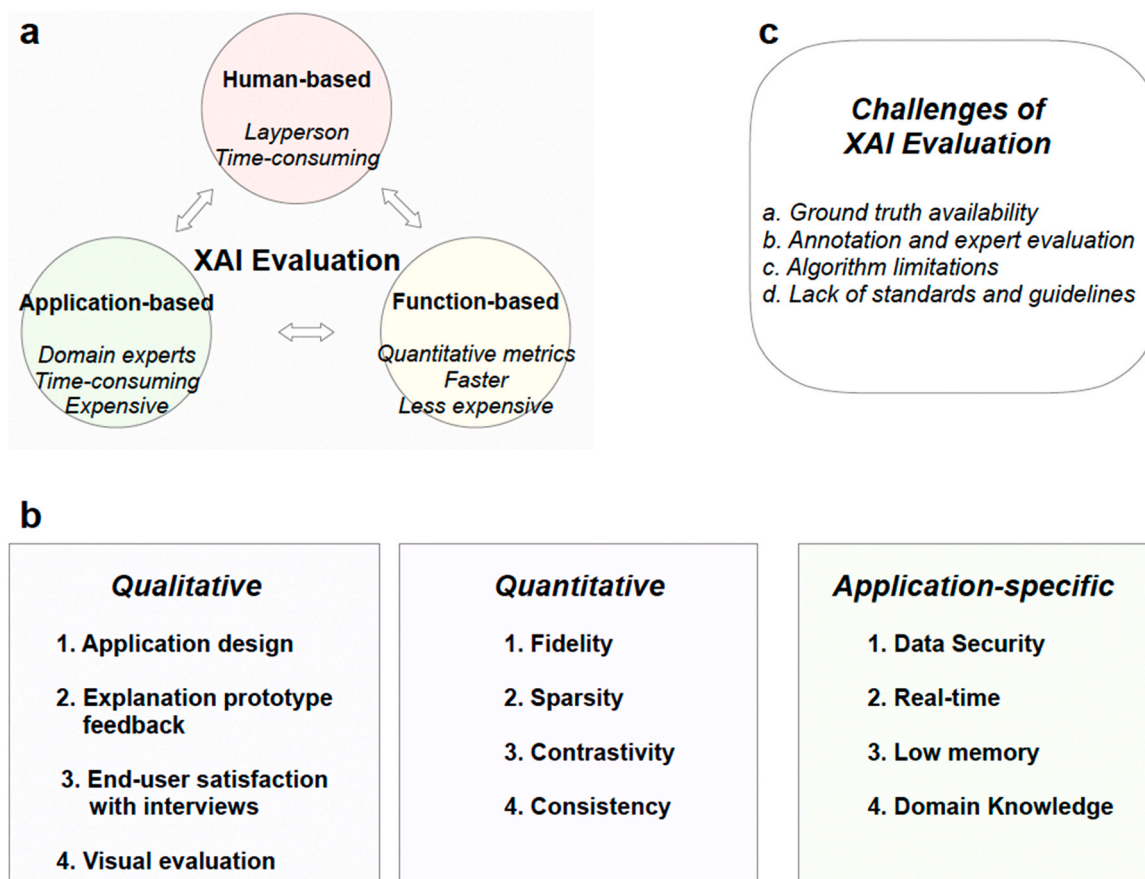 a
Human-based
Layperson
Time-consuming
XAI Evaluation
Application-based
Domain experts
Time-consuming
Expensive
Function-based
Quantitative metrics
Faster
Less expensive
c
Challenges of
XAI Evaluation
a. Ground truth availability
b. Annotation and expert evaluation
c. Algorithm limitations
d. Lack of standards and guidelines
b
Qualitative
1. Application design
2. Explanation prototype
feedback
3. End-user satisfaction
with interviews
4. Visual evaluation
Quantitative
1. Fidelity
2. Sparsity
3. Contrastivity
4. Consistency
Application-specific
1. Data Security
2. Real-time
3. Low memory
4. Domain Knowledge